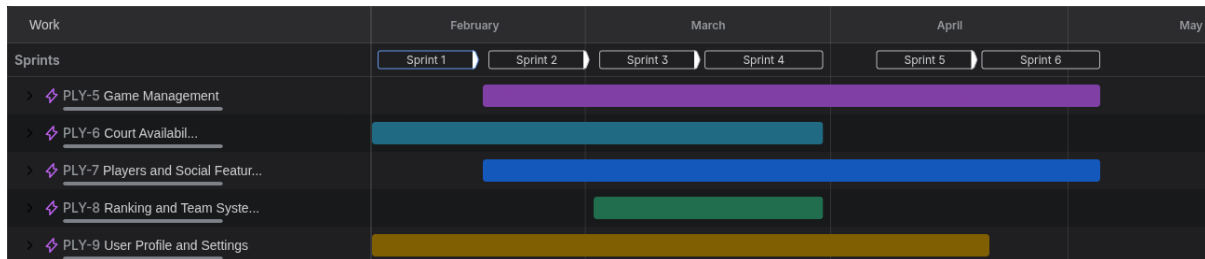 Work February March April May
Sprints Sprint 1 Sprint 2 Sprint 3 Sprint 4 Sprint 5 Sprint 6
PLY-5 Game Management
PLY-6 Court Availabil...
PLY-7 Players and Social Featur...
PLY-8 Ranking and Team Syste...
PLY-9 User Profile and Settings